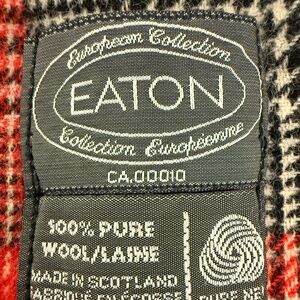 European Collection
EATON
Collection Européenne
CA.00010
100% PURE
WOOL/LAINE
MADE IN SCOTLAND